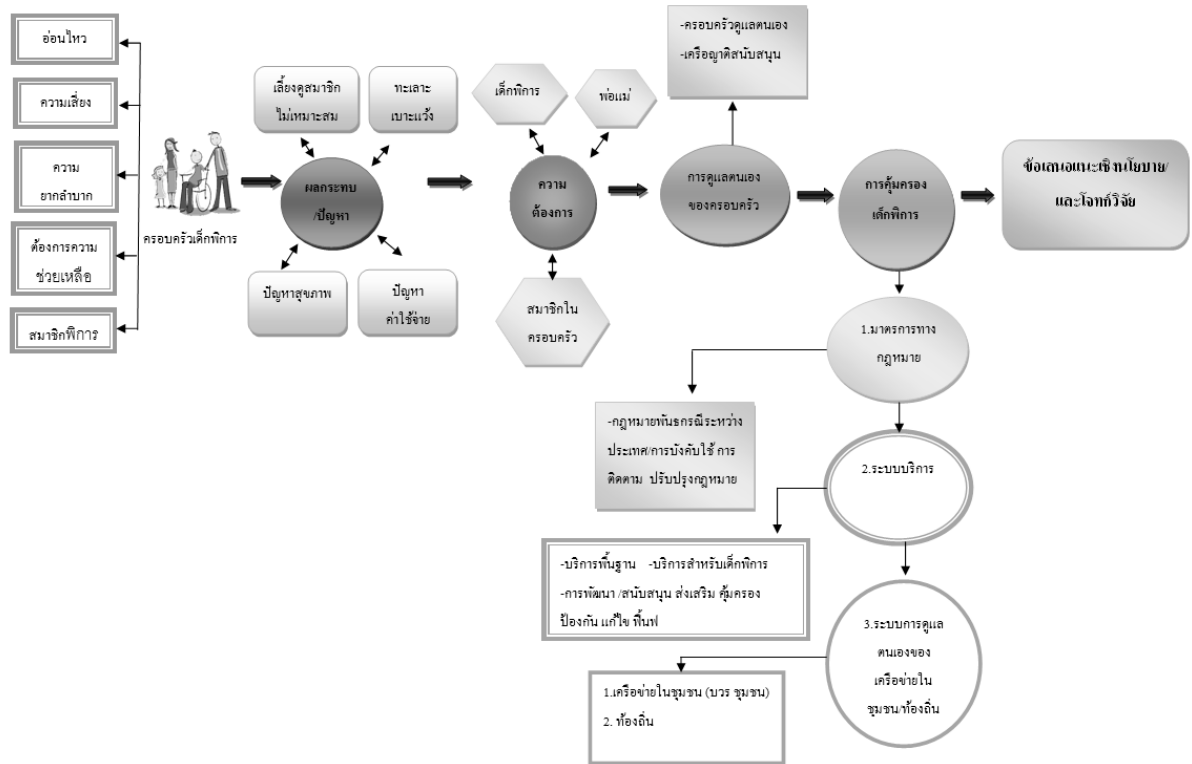 อ่อนไหว
ความเสี่ยง
ความ
ยากลำบาก
ต้องการความ
ช่วยเหลือ
สมาชิกพิการ
ครอบครัวเด็กพิการ
เลี้ยงดูสมาชิก
ไม่เหมาะสม
ทะเลาะ
เบาะแว้ง
ผลกระทบ
/ปัญหา
ปัญหาสุขภาพ
ปัญหา
ค่าใช้จ่าย
เด็กพิการ
พ่อแม่
ความ
ต้องการ
สมาชิกใน
ครอบครัว
-ครอบครัวดูแลตนเอง
-เครือญาติสนับสนุน
การดูแลตนเอง
ของครอบครัว
การคุ้มครอง
เด็กพิการ
ข้อเสนอแนะเชิงนโยบาย/
และโจทก์วิจัย
1.มาตรการทาง
กฎหมาย
-กฎหมายพันธกรณีระหว่าง
ประเทศ/การบังคับใช้ การ
ติดตาม ปรับปรุงกฎหมาย
2.ระบบบริการ
-บริการพื้นฐาน -บริการสำหรับเด็กพิการ
-การพัฒนา /สนับสนุน ส่งเสริม คุ้มครอง
ป้องกัน แก้ไข ฟื้นฟ
3.ระบบการดูแล
ตนเองของ
เครือข่ายใน
ชุมชน/ท้องถิ่น
1.เครือข่ายในชุมชน (บวร ชุมชน)
2. ท้องถิ่น